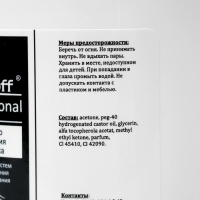 Меры предосторожности:
Беречь от огня. Не принимать
внутрь. Не вдыхать пары.
Хранить в месте, недоступном
для детей. При попадании в
глаза промыть водой. Не
допускать контакта с
пластиком и мебелью.
off®
onal
Состав: acetone, peg-40
hydrogenated castor oil, glycerin,
alfa tocopherola acetat, methyl
ethyl ketone, parfum,
CI 45410, CI 42090.
Контакты: